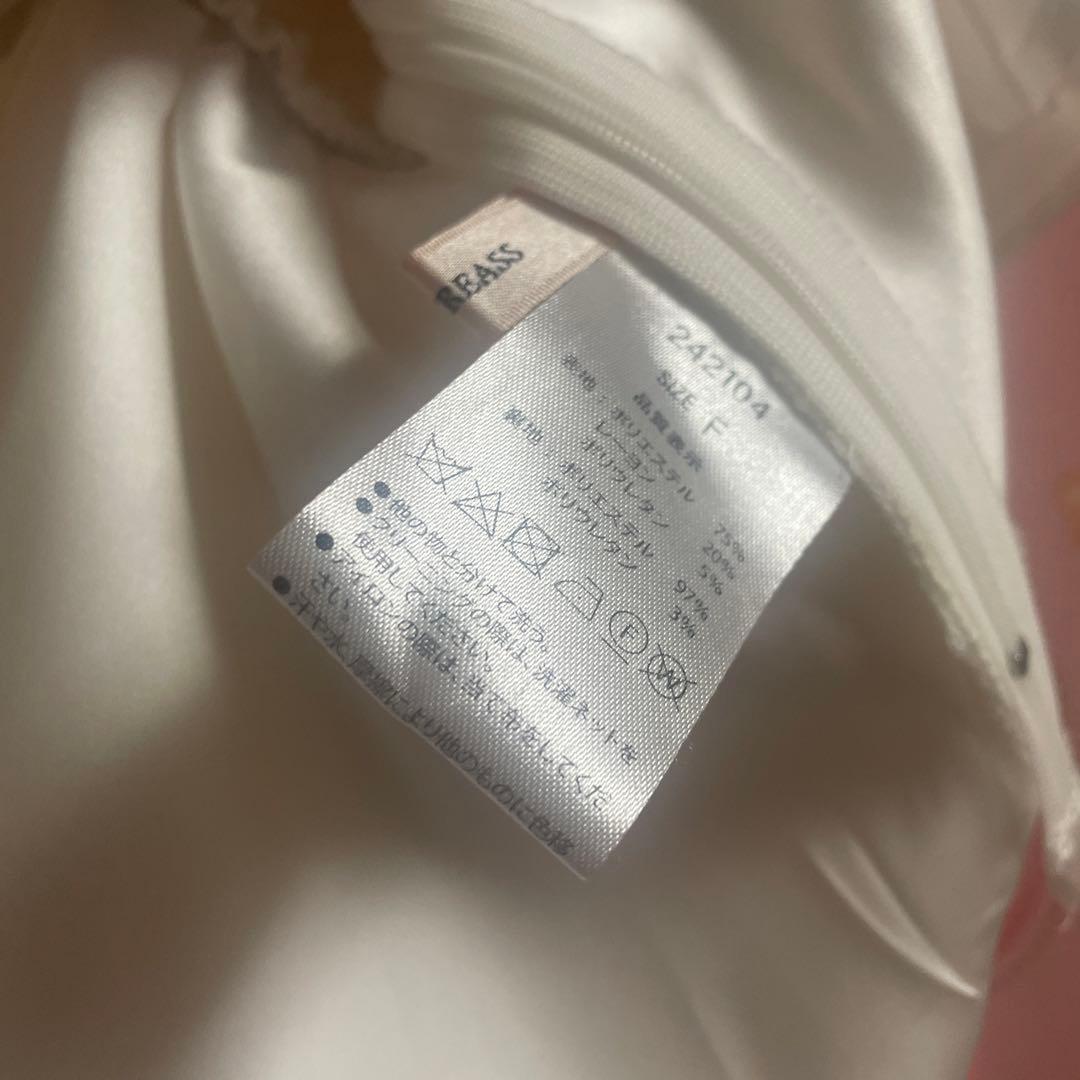 REASS
242104
SIZE F
品質表示
表地：ポリエステル 75%
レーヨン 20%
ポリウレタン 5%
裏地：ポリエステル 97%
ポリウレタン 3%
F
W
●他の物と分けて洗う。
●クリーニングの際は、洗濯ネットを
使用してください。
●アイロンの際は、当て布をしてくだ
さい。
●汗や水、摩擦により他のものに色移